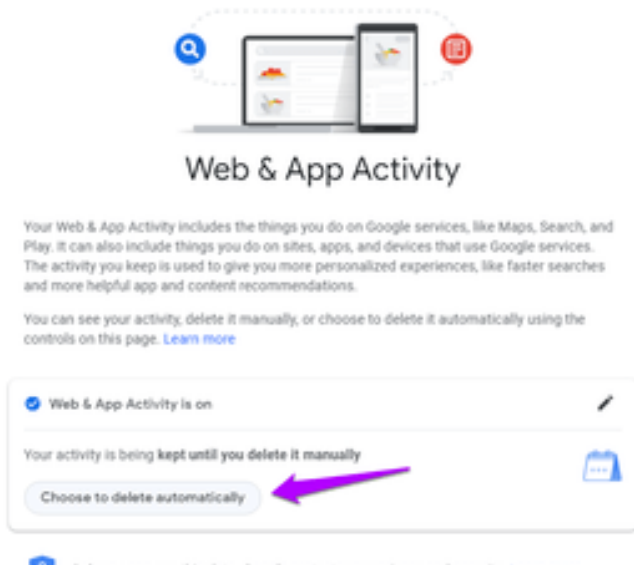 Web & App Activity
Your Web & App Activity includes the things you do on Google services, like Maps, Search, and
Play. It can also include things you do on sites, apps, and devices that use Google services.
The activity you keep is used to give you more personalized experiences, like faster searches
and more helpful app and content recommendations.
You can see your activity, delete it manually, or choose to delete it automatically using the
controls on this page. Learn more
Web & App Activity is on
Your activity is being kept until you delete it manually
Choose to delete automatically